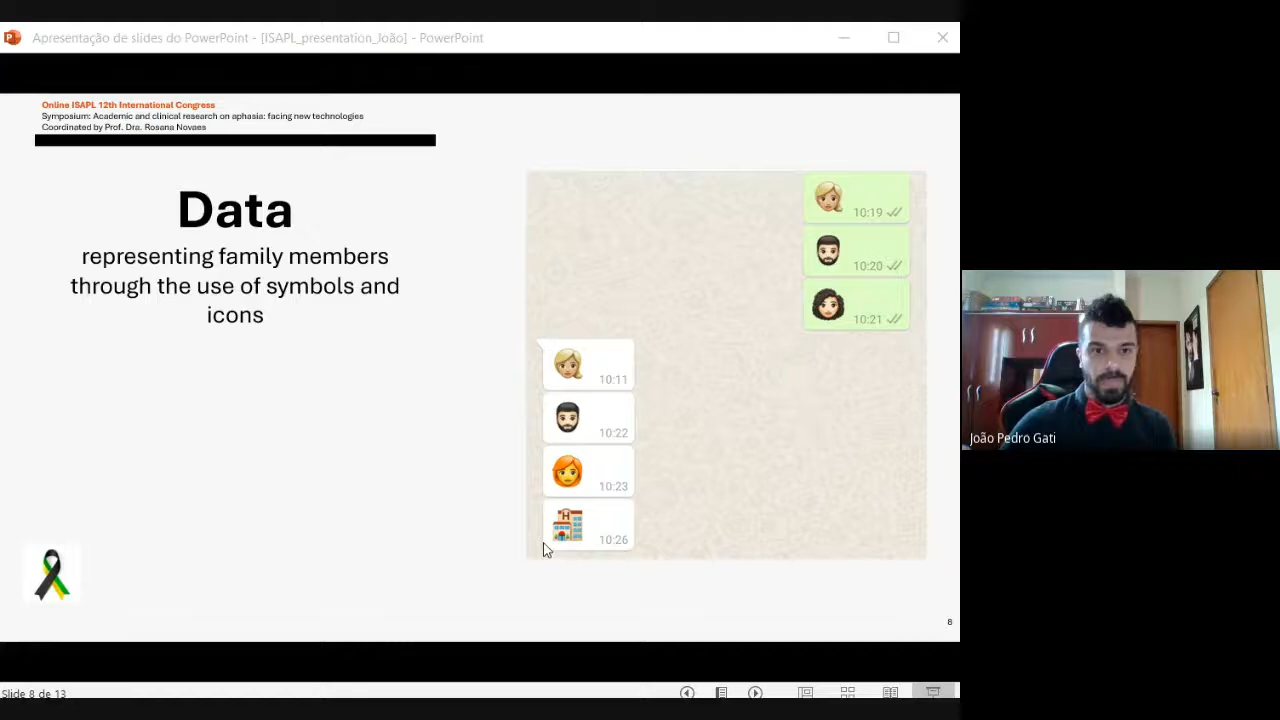 Apresentação de slides do PowerPoint - [ISAPL_presentation_João] - PowerPoint
Online ISAPL 12th International Congress
Symposium: Academic and clinical research on aphasia: facing new technologies
Coordinated by Prof. Dra. Rosana Novaes
Data
representing family members
through the use of symbols and
icons
10:19
10:20
10:21
10:11
10:22
10:23
H
10:26
João Pedro Gati
8
Slide 8 de 13